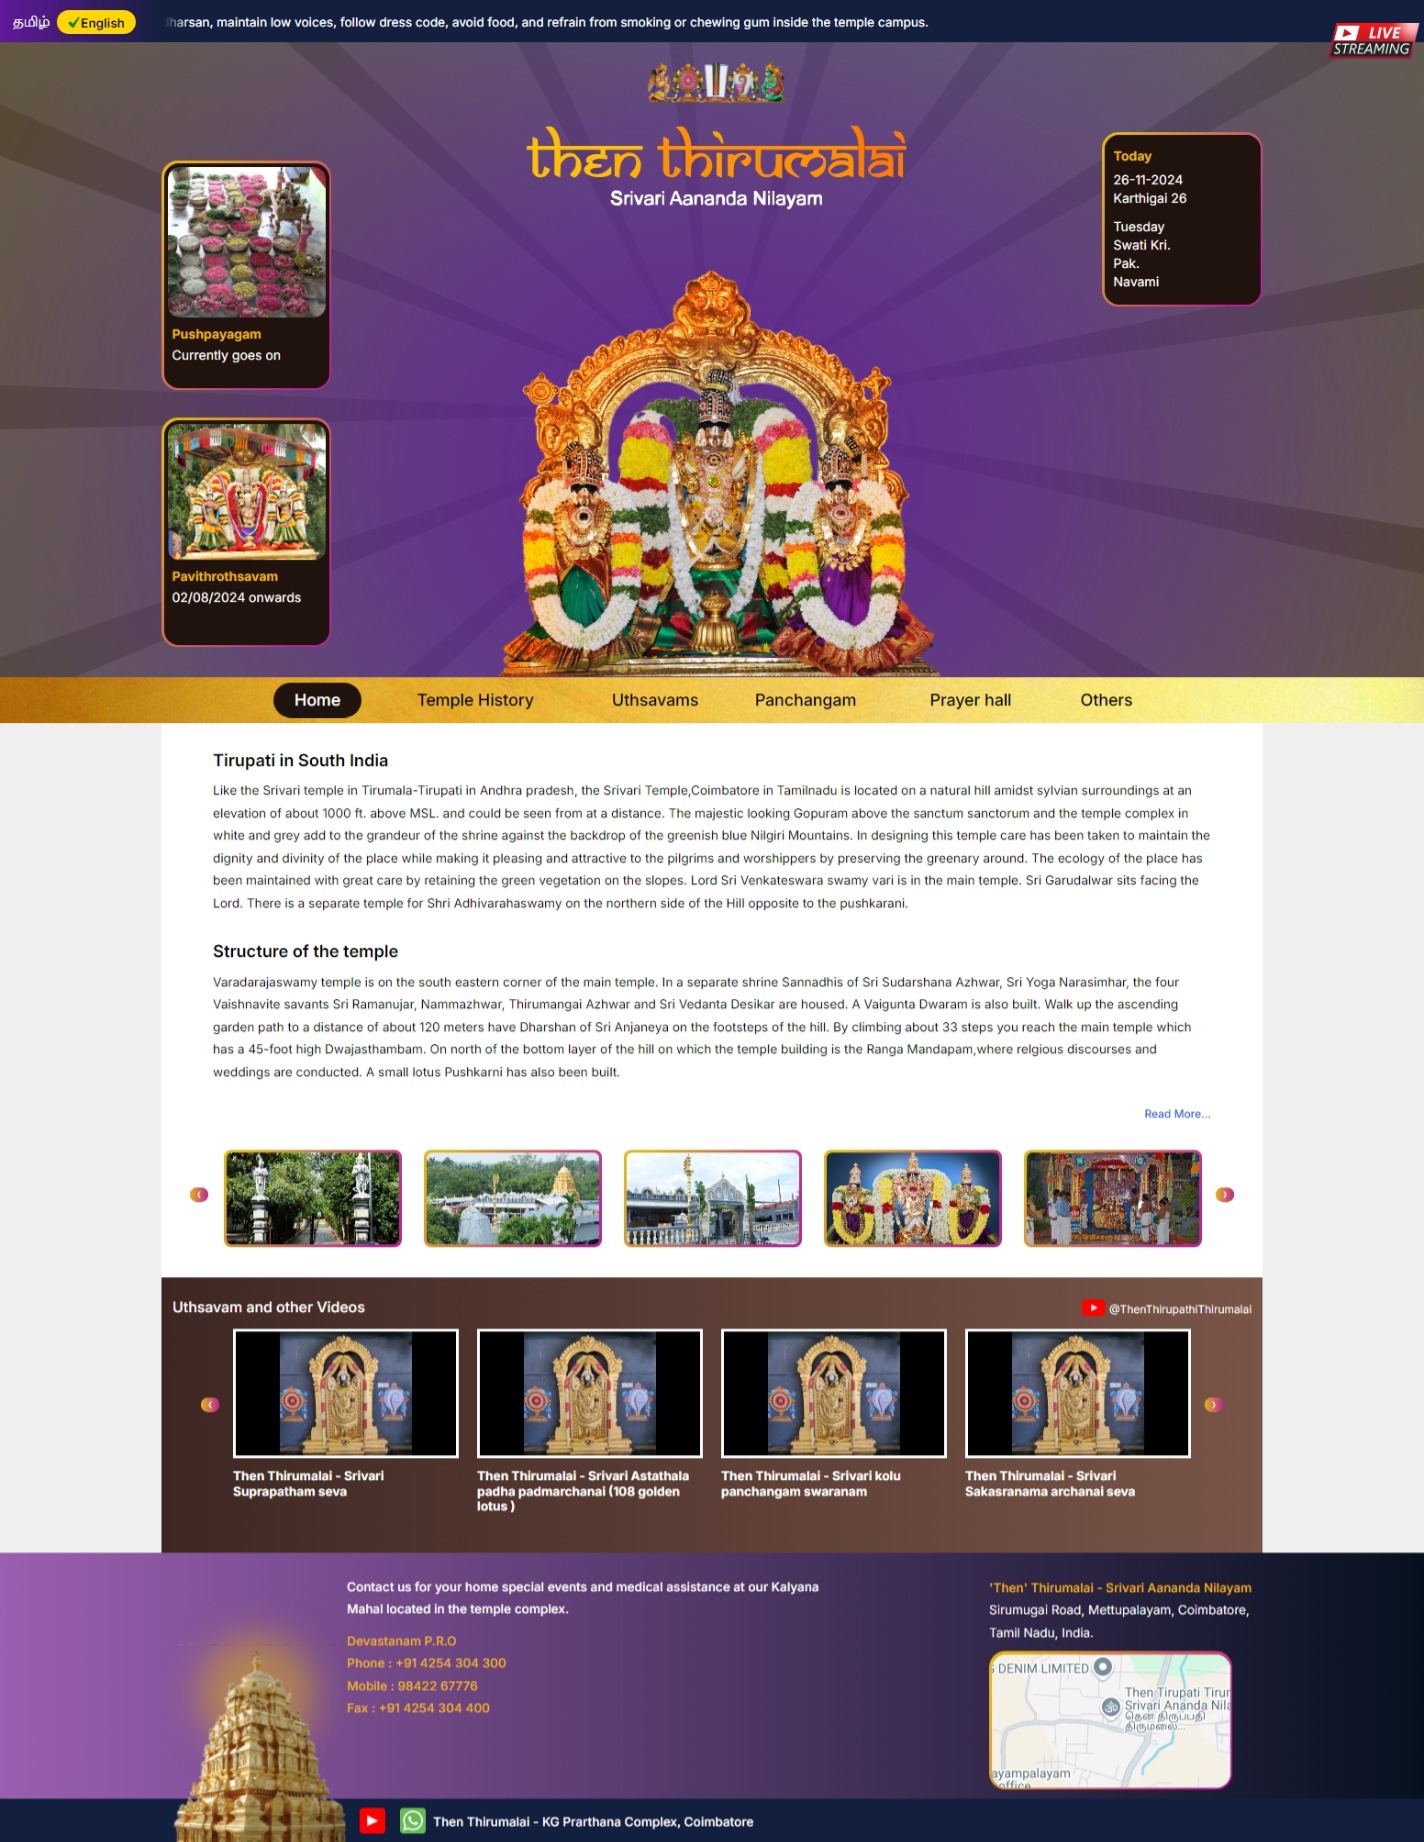 தமிழ்
✓English
harsan, maintain low voices, follow dress code, avoid food, and refrain from smoking or chewing gum inside the temple campus.
LIVE
STREAMING
then thirumalai
Srivari Aananda Nilayam
Pushpayagam
Currently goes on
Pavithrothsavam
02/08/2024 onwards
Today
26-11-2024
Karthigai 26
Tuesday
Swati Kri.
Pak.
Navami
Home
Temple History
Uthsavams
Panchangam
Prayer hall
Others
Tirupati in South India
Like the Srivari temple in Tirumala-Tirupati in Andhra pradesh, the Srivari Temple,Coimbatore in Tamilnadu is located on a natural hill amidst sylvian surroundings at an
elevation of about 1000 ft. above MSL. and could be seen from at a distance. The majestic looking Gopuram above the sanctum sanctorum and the temple complex in
white and grey add to the grandeur of the shrine against the backdrop of the greenish blue Nilgiri Mountains. In designing this temple care has been taken to maintain the
dignity and divinity of the place while making it pleasing and attractive to the pilgrims and worshippers by preserving the greenary around. The ecology of the place has
been maintained with great care by retaining the green vegetation on the slopes. Lord Sri Venkateswara swamy vari is in the main temple. Sri Garudalwar sits facing the
Lord. There is a separate temple for Shri Adhivarahaswamy on the northern side of the Hill opposite to the pushkarani.
Structure of the temple
Varadarajaswamy temple is on the south eastern corner of the main temple. In a separate shrine Sannadhis of Sri Sudarshana Azhwar, Sri Yoga Narasimhar, the four
Vaishnavite savants Sri Ramanujar, Nammazhwar, Thirumangai Azhwar and Sri Vedanta Desikar are housed. A Vaigunta Dwaram is also built. Walk up the ascending
garden path to a distance of about 120 meters have Dharshan of Sri Anjaneya on the footsteps of the hill. By climbing about 33 steps you reach the main temple which
has a 45-foot high Dwajasthambam. On north of the bottom layer of the hill on which the temple building is the Ranga Mandapam,where relgious discourses and
weddings are conducted. A small lotus Pushkarni has also been built.
Read More...
Uthsavam and other Videos
@ThenThirupathiThirumalai
Then Thirumalai - Srivari
Suprapatham seva
Then Thirumalai - Srivari Astathala
padha padmarchanai (108 golden
lotus )
Then Thirumalai - Srivari kolu
panchangam swaranam
Then Thirumalai - Srivari
Sakasranama archanai seva
Contact us for your home special events and medical assistance at our Kalyana
Mahal located in the temple complex.
Devastanam P.R.O
Phone : +91 4254 304 300
Mobile : 98422 67776
Fax : +91 4254 304 400
'Then' Thirumalai - Srivari Aananda Nilayam
Sirumugai Road, Mettupalayam, Coimbatore,
Tamil Nadu, India.
DENIM LIMITED
Then Tirupati Tirur
Srivari Ananda Nila
தென் திருப்பதி
திருமலை...
ayampalayam
office
Then Thirumalai - KG Prarthana Complex, Coimbatore